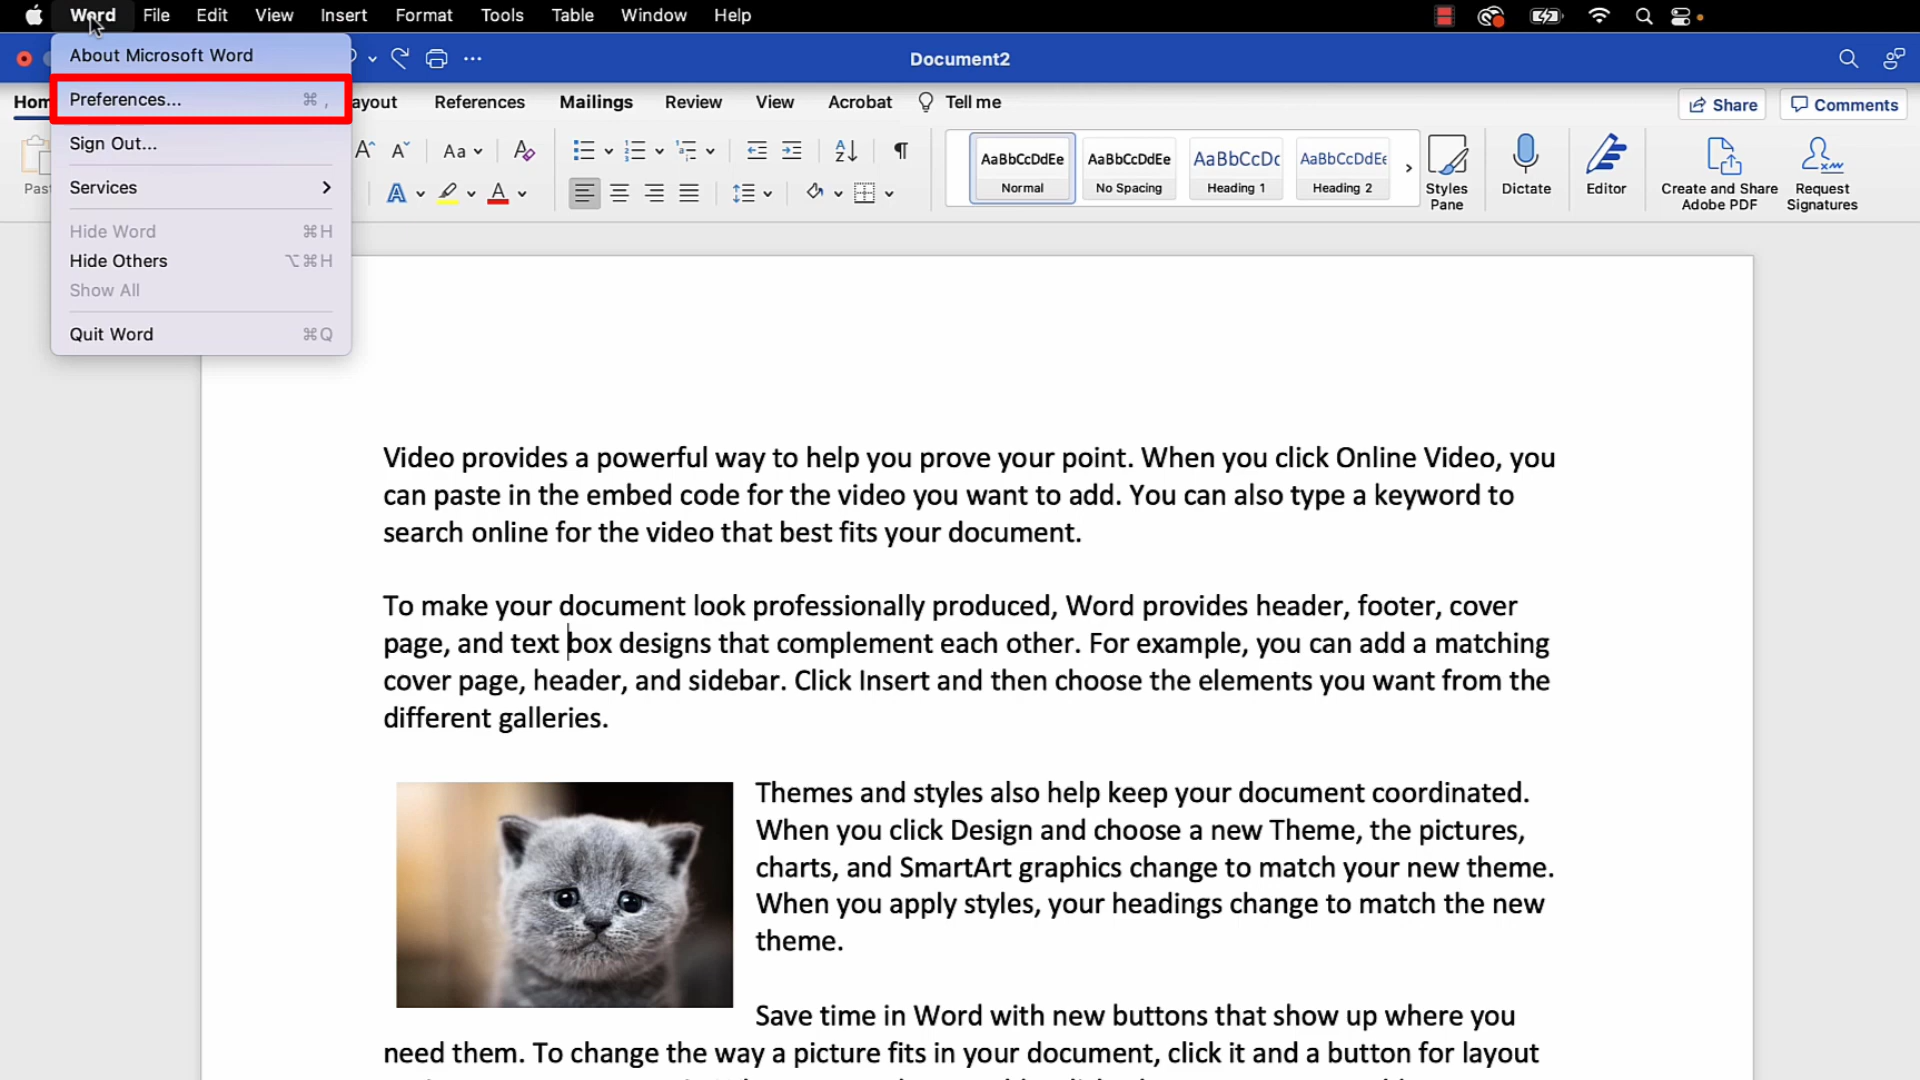 Word File Edit View Insert Format Tools Table Window Help
About Microsoft Word
Preferences... ⌘ ,
Sign Out...
Services
Hide Word ⌘H
Hide Others ⌥⌘H
Show All
Quit Word ⌘Q
Document2
References Mailings Review View Acrobat Tell me
Share Comments
Aa
A A
AaBbCcDdEe AaBbCcDdEe AaBbCcDc AaBbCcDdEe
Normal No Spacing Heading 1 Heading 2
Styles
Pane
Dictate
Editor
Create and Share
Adobe PDF
Request
Signatures
Video provides a powerful way to help you prove your point. When you click Online Video, you
can paste in the embed code for the video you want to add. You can also type a keyword to
search online for the video that best fits your document.
To make your document look professionally produced, Word provides header, footer, cover
page, and text box designs that complement each other. For example, you can add a matching
cover page, header, and sidebar. Click Insert and then choose the elements you want from the
different galleries.
Themes and styles also help keep your document coordinated.
When you click Design and choose a new Theme, the pictures,
charts, and SmartArt graphics change to match your new theme.
When you apply styles, your headings change to match the new
theme.
Save time in Word with new buttons that show up where you
need them. To change the way a picture fits in your document, click it and a button for layout